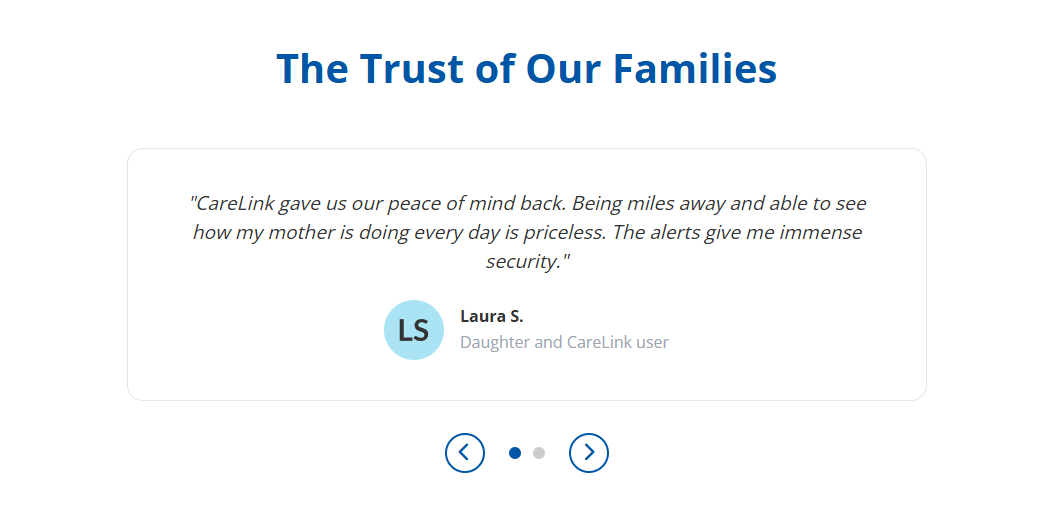 The Trust of Our Families
"CareLink gave us our peace of mind back. Being miles away and able to see
how my mother is doing every day is priceless. The alerts give me immense
security."
LS
Laura S.
Daughter and CareLink user